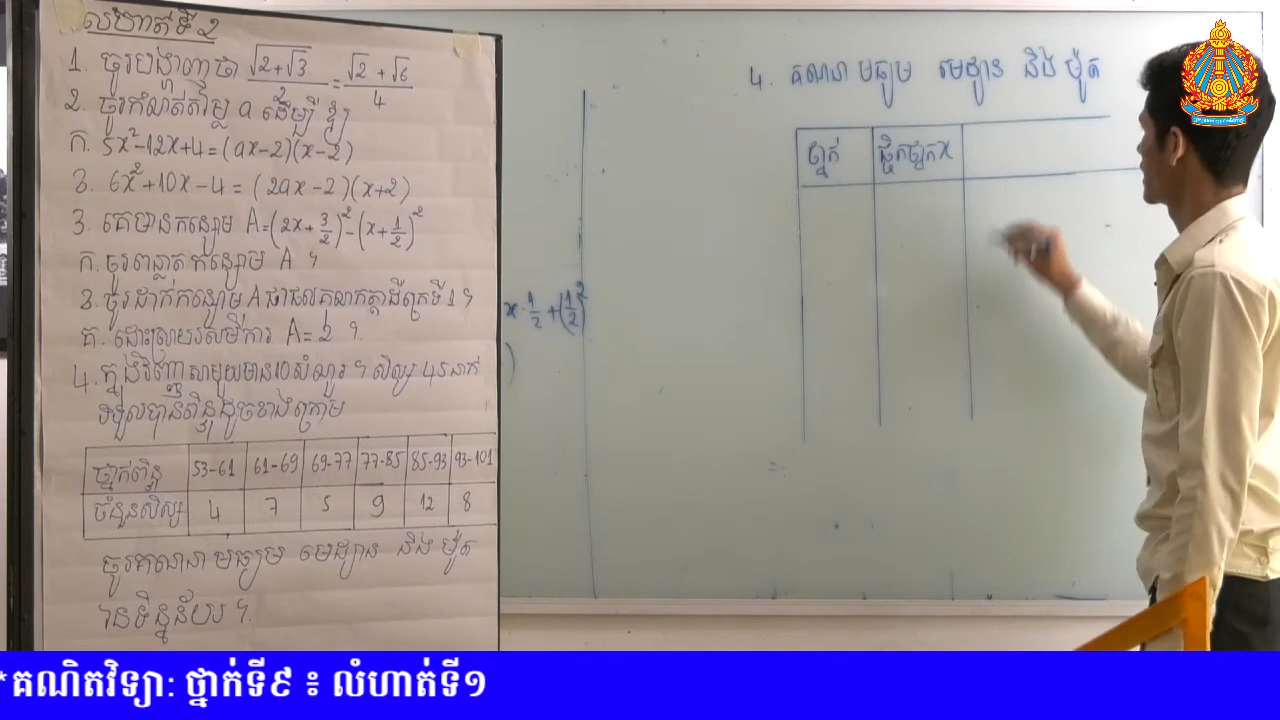 លំហាត់ទី២
1. ចូរបង្ហាញថា √(2+√3)/2 = (√2+√6)/4
2. ចូរកំណត់តម្លៃ a ដើម្បីឱ្យ
ក. 5x²-12x+4=(ax-2)(x-2)
ខ. 6x²+10x-4=(2ax-2)(x+2)
3. គេមានកន្សោម A=(2x+3/2)²-(x+1/2)²
ក. ចូរពន្លាតកន្សោម A ។
ខ. ចូរដាក់កន្សោម A ជាផលគុណកត្តាដឺក្រេទី 1 ។
គ. ដោះស្រាយសមីការ A=2 ។
4. ក្នុងវិញ្ញាសាមួយមាន 10 សំណួរ ។ សិស្ស 45 នាក់
ទទួលបានពិន្ទុដូចខាងក្រោម
ថ្នាក់ពិន្ទុ 53-61 61-69 69-77 77-85 85-93 93-101
ចំនួនសិស្ស 4 7 5 9 12 8
ចូរគណនា មធ្យម មេដ្យាន និង ម៉ូត
នៃទិន្នន័យ ។
x·1/2+(1/2)²
)
4. គណនា មធ្យម មេដ្យាន និង ម៉ូត
ថ្នាក់ ផ្ចិតថ្នាក់ x
*គណិតវិទ្យា: ថ្នាក់ទី៩ ៖ លំហាត់ទី១